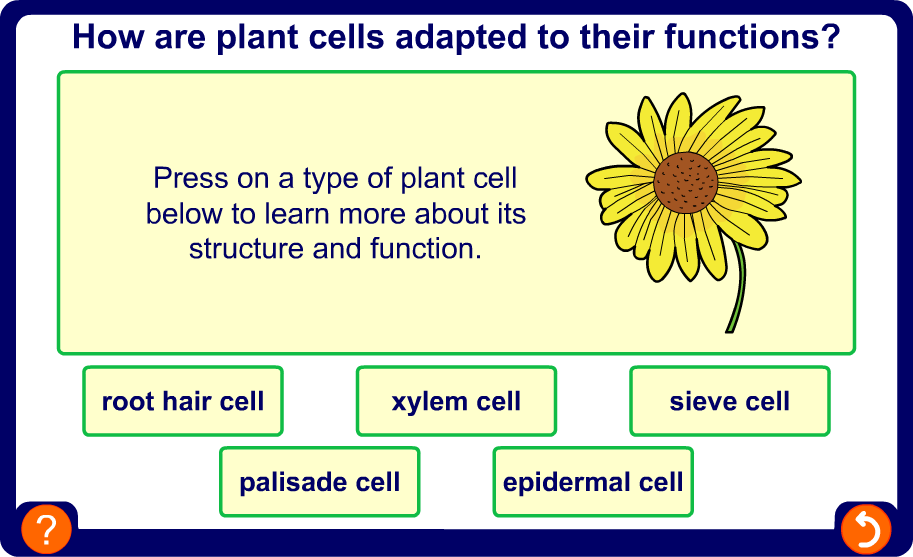 How are plant cells adapted to their functions?
Press on a type of plant cell
below to learn more about its
structure and function.
root hair cell
xylem cell
sieve cell
palisade cell
epidermal cell
?